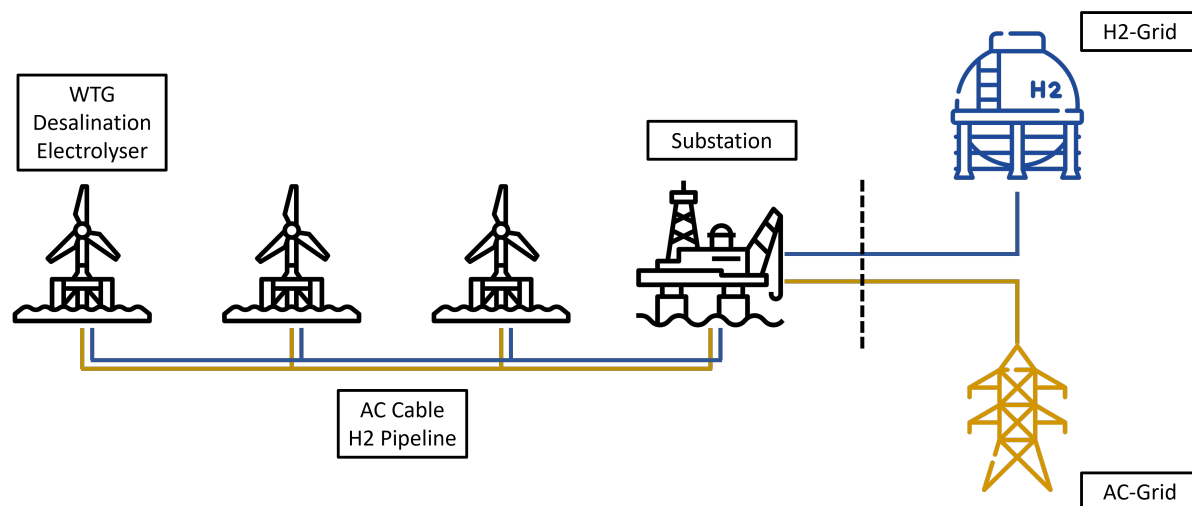 WTG
Desalination
Electrolyser
Substation
H2-Grid
H2
AC Cable
H2 Pipeline
AC-Grid